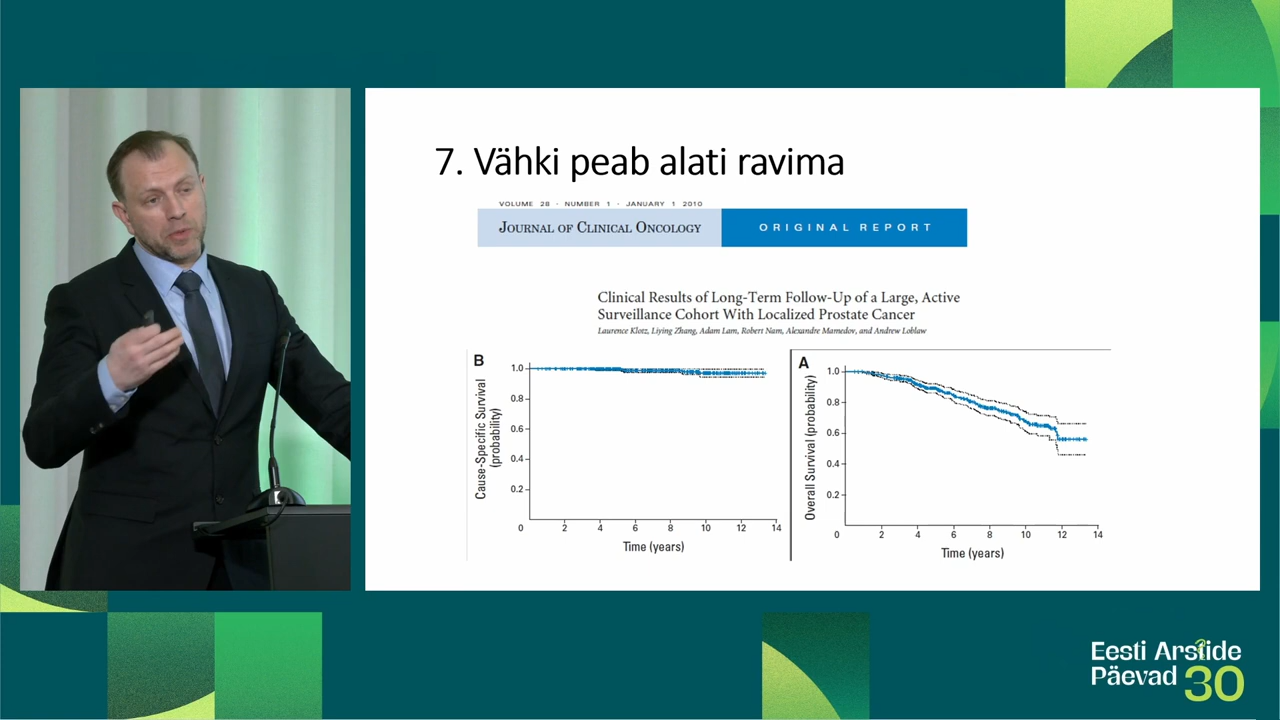 7. Vähki peab alati ravima
VOLUME 28 · NUMBER 1 · JANUARY 1 2010
JOURNAL OF CLINICAL ONCOLOGY
ORIGINAL REPORT
Clinical Results of Long-Term Follow-Up of a Large, Active
Surveillance Cohort With Localized Prostate Cancer
Laurence Klotz, Liying Zhang, Adam Lam, Robert Nam, Alexandre Mamedov, and Andrew Loblaw
B
Cause-Specific Survival
(probability)
1.0
0.8
0.6
0.4
0.2
0 2 4 6 8 10 12 14
Time (years)
A
Overall Survival (probability)
1.0
0.8
0.6
0.4
0.2
0 2 4 6 8 10 12 14
Time (years)
Eesti Arstide
Päevad 30